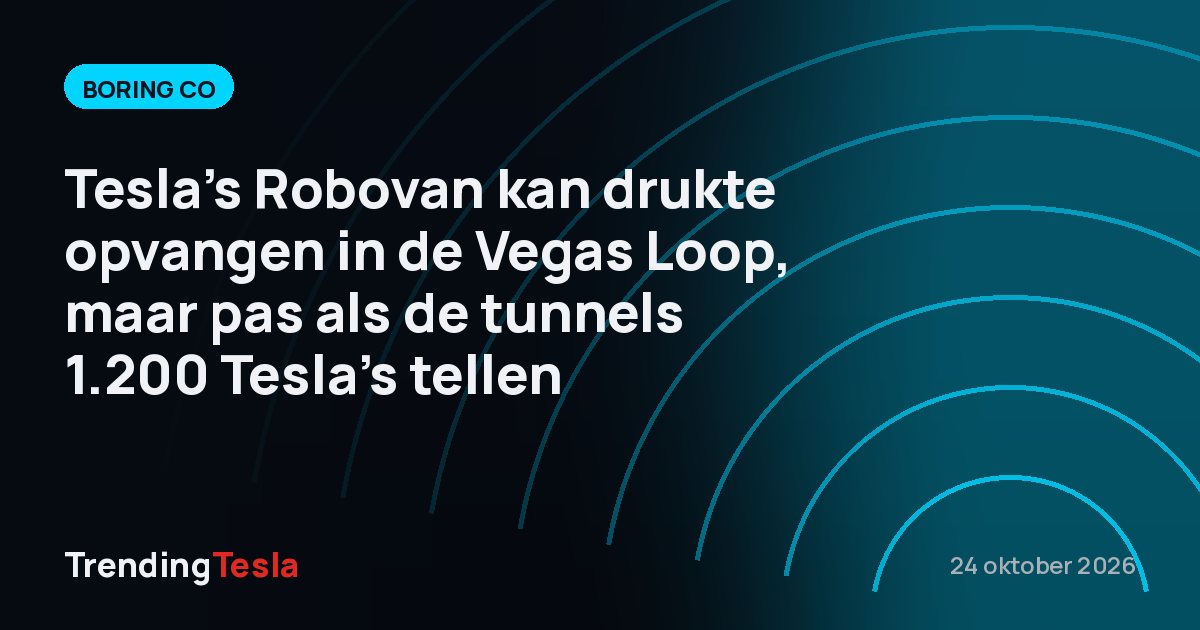 BORING CO
Tesla’s Robovan kan drukte
opvangen in de Vegas Loop,
maar pas als de tunnels
1.200 Tesla’s tellen
TrendingTesla
24 oktober 2026